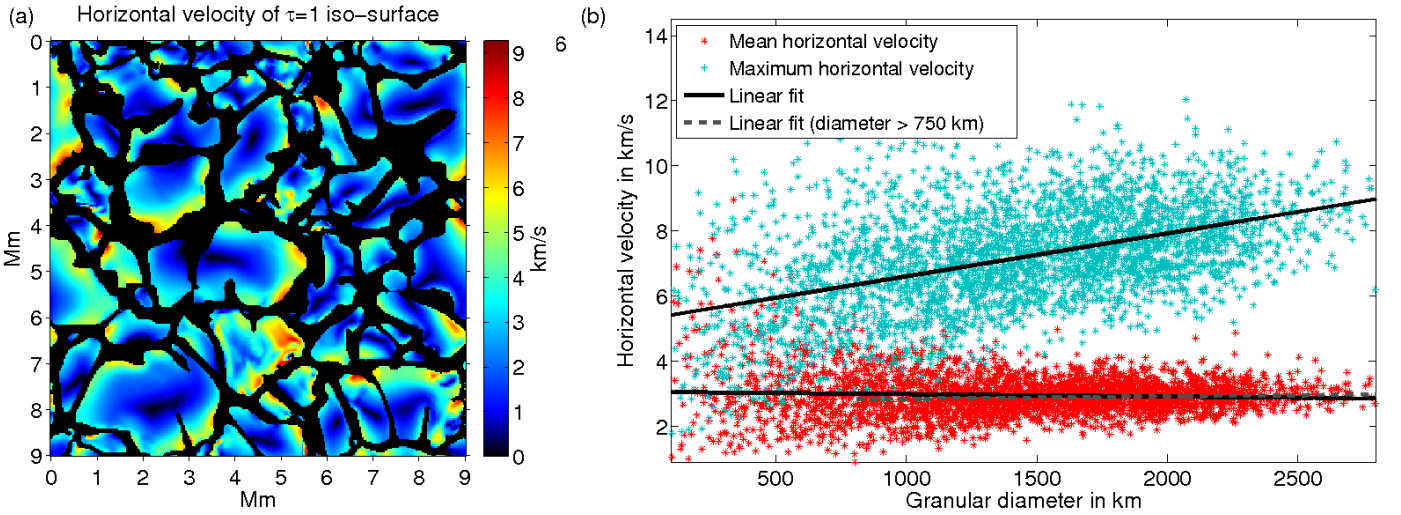 (a)
Horizontal velocity of τ=1 iso−surface
0
1
2
3
4
5
6
7
8
9
Mm
0 1 2 3 4 5 6 7 8 9
Mm
9
8
7
6
5
4
3
2
1
0
km/s
6
(b)
14
12
10
8
6
4
2
Horizontal velocity in km/s
Mean horizontal velocity
Maximum horizontal velocity
Linear fit
Linear fit (diameter > 750 km)
500 1000 1500 2000 2500
Granular diameter in km